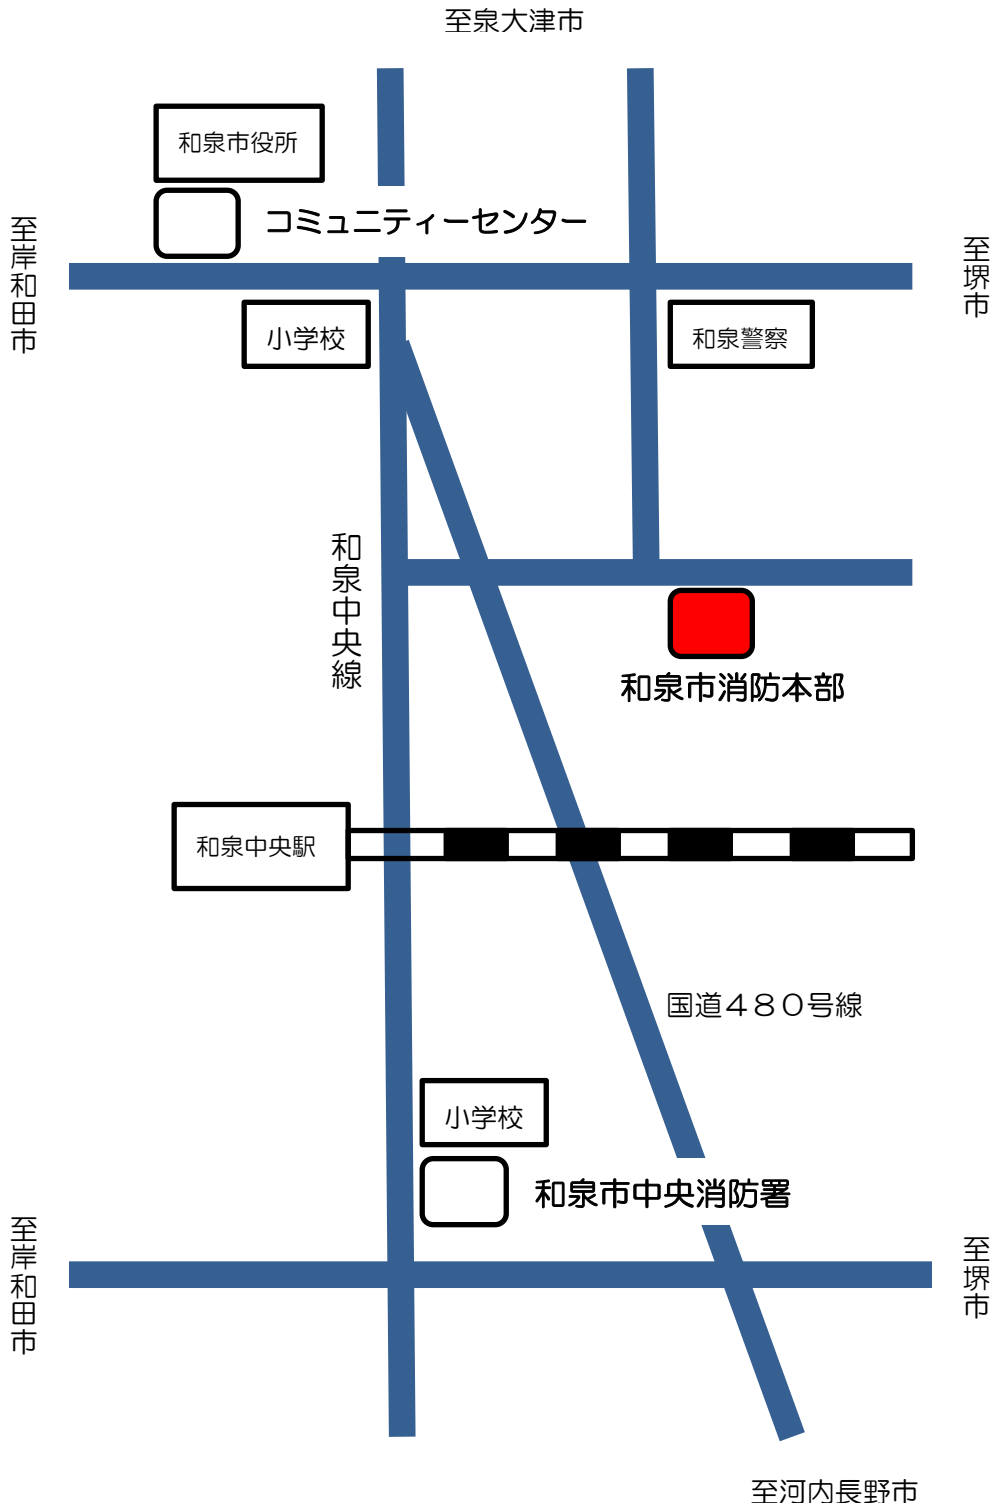 至泉大津市
和泉市役所
コミュニティーセンター
至岸和田市
至堺市
小学校
和泉警察
和泉中央線
和泉市消防本部
和泉中央駅
国道４８０号線
小学校
和泉市中央消防署
至岸和田市
至堺市
至河内長野市